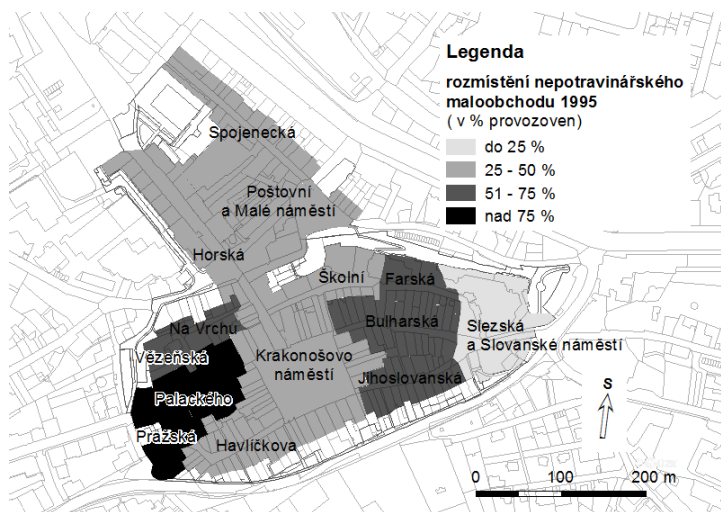 Legenda
rozmístění nepotravinářského
maloobchodu 1995
( v % provozoven)
do 25 %
25 - 50 %
51 - 75 %
nad 75 %
Spojenecká
Poštovní
a Malé náměstí
Horská
Školní
Farská
Na Vrchu
Bulharská
Slezská
a Slovanské náměstí
Vězeňská
Krakonošovo
náměstí
Palackého
Jihoslovanská
Pražská
Havlíčkova
S
0 100 200 m